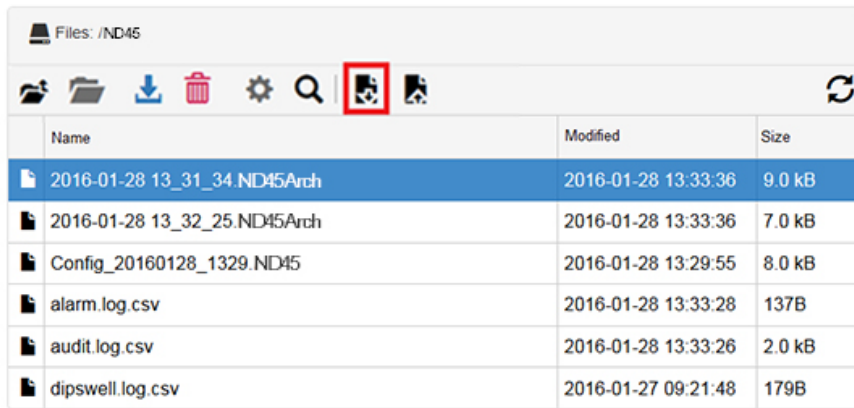 Files: /ND45
Name Modified Size
2016-01-28 13_31_34.ND45Arch 2016-01-28 13:33:36 9.0 kB
2016-01-28 13_32_25.ND45Arch 2016-01-28 13:33:36 7.0 kB
Config_20160128_1329.ND45 2016-01-28 13:29:55 8.0 kB
alarm.log.csv 2016-01-28 13:33:28 137B
audit.log.csv 2016-01-28 13:33:26 2.0 kB
dipswell.log.csv 2016-01-27 09:21:48 179B